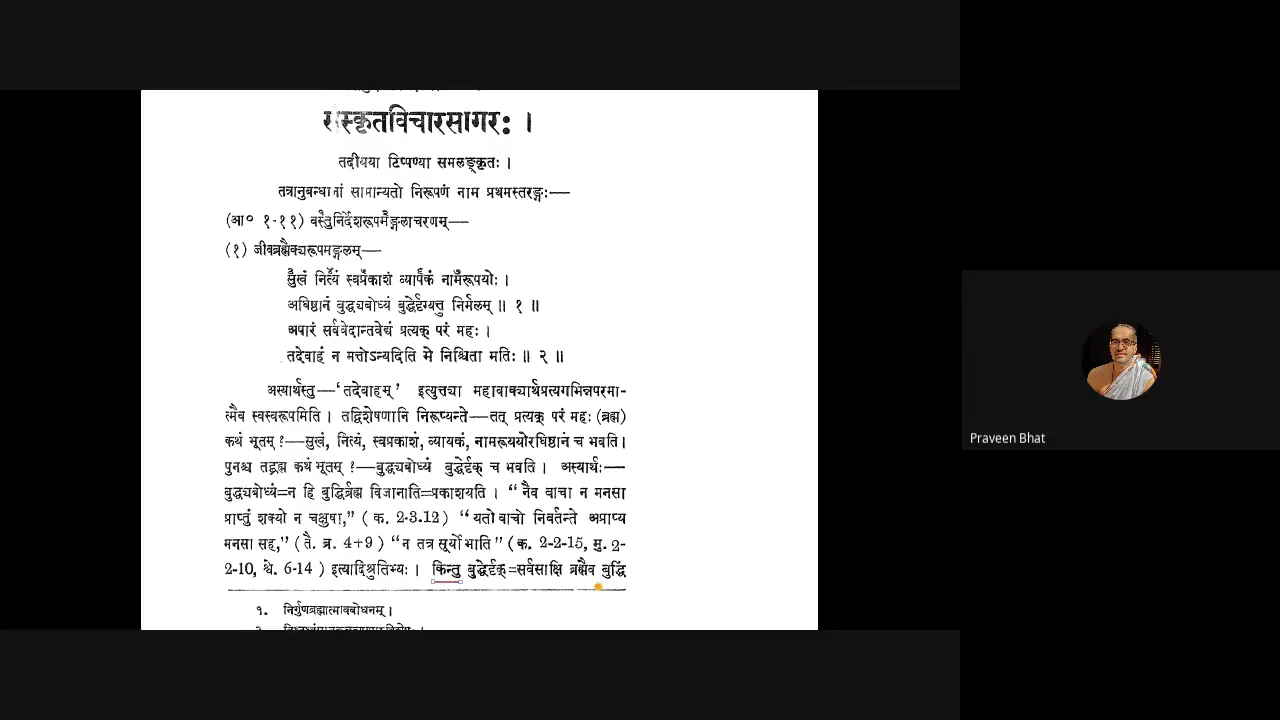 संस्कृतविचारसागरः ।
तदीयया टिप्पण्या समलङ्कृतः ।
तत्रानुबन्धानां सामान्यतो निरूपणं नाम प्रथमस्तरङ्गः—
(आ० १-११) वस्तुनिर्देशरूपमङ्गलाचरणम्—
(१) जीवब्रह्मैक्यरूपमङ्गलम्—
सुखं नित्यं स्वप्रकाशं व्यापकं नामरूपयोः ।
अधिष्ठानं बुद्ध्यबोध्यं बुद्धेर्दृग्यत्तु निर्मलम् ॥ १ ॥
अपारं सर्ववेदान्तवेद्यं प्रत्यक् परं महः ।
तदेवाहं न मत्तोऽन्यदिति मे निश्चिता मतिः ॥ २ ॥
अस्यार्थस्तु—‘तदेवाहम्’ इत्युत्तया महावाक्यार्थप्रत्यगभिन्नपरमा-
त्मैव स्वस्वरूपमिति । तद्विशेषणानि निरूप्यन्ते—तत् प्रत्यक् परं महः (ब्रह्म)
कथं भूतम् ?—सुखं, नित्यं, स्वप्रकाशं, व्यायकं, नामरूययोरधिष्ठानं च भवति ।
पुनश्च तद्ब्रह्म कथं भूतम् ?—बुद्ध्यबोध्यं बुद्धेर्दृक् च भवति । अस्यार्थः—
बुद्ध्यबोध्यं=न हि बुद्धिर्ब्रह्म विजानाति=प्रकाशयति । “नैव वाचा न मनसा
प्राप्तुं शक्यो न चक्षुषा,” ( क. 2-3.12) “यतो वाचो निवर्तन्ते अप्राप्य
मनसा सह,” ( तै. ब्र. 4+9 ) “न तत्र सूर्यो भाति” ( क. 2-2-15, मु. 2-
2-10, श्वे. 6-14 ) इत्यादिश्रुतिभ्यः । किन्तु बुद्धेर्दृक्=सर्वसाक्षि ब्रह्मैव बुद्धिं
१. निर्गुणब्रह्मात्मावबोधनम् ।
Praveen Bhat